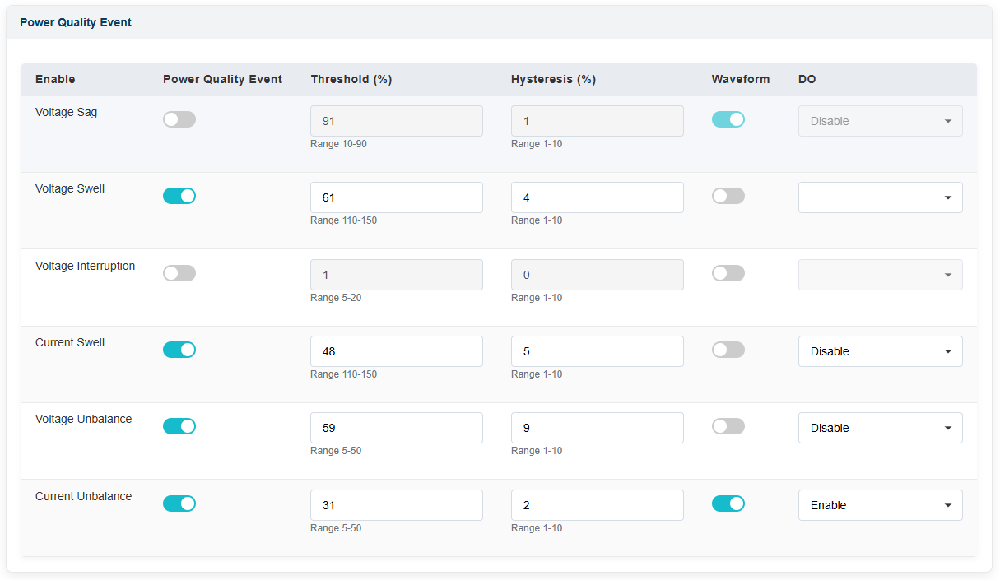 Power Quality Event
Enable Power Quality Event Threshold (%) Hysteresis (%) Waveform DO
Voltage Sag 91 1 Disable
Range 10-90 Range 1-10
Voltage Swell 61 4
Range 110-150 Range 1-10
Voltage Interruption 1 0
Range 5-20 Range 1-10
Current Swell 48 5 Disable
Range 110-150 Range 1-10
Voltage Unbalance 59 9 Disable
Range 5-50 Range 1-10
Current Unbalance 31 2 Enable
Range 5-50 Range 1-10